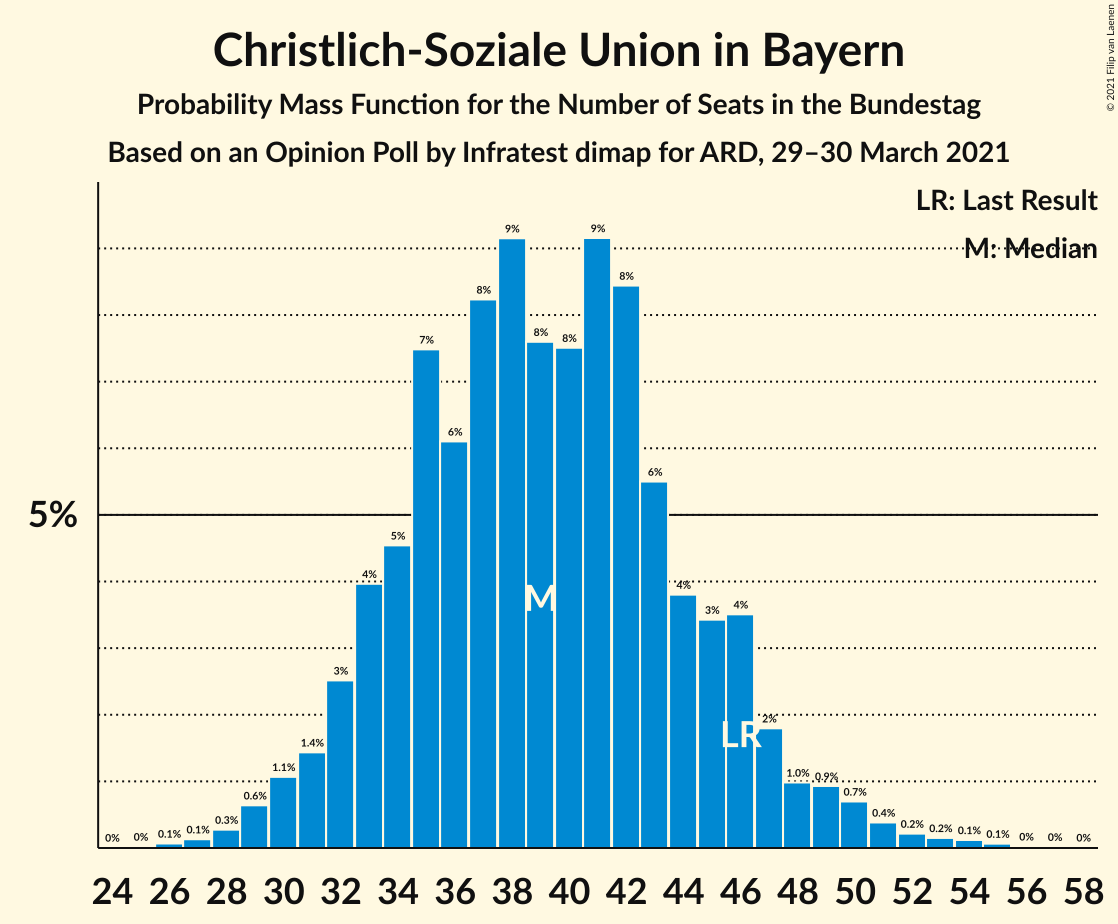 Christlich-Soziale Union in Bayern
Probability Mass Function for the Number of Seats in the Bundestag
Based on an Opinion Poll by Infratest dimap for ARD, 29–30 March 2021
© 2021 Filip van Laenen
LR: Last Result
M: Median
5%
0% 0% 0.1% 0.1% 0.3% 0.6% 1.1% 1.4% 3% 4% 5% 7% 6% 8% 9% 8% 8% 9% 8% 6% 4% 3% 4% 2% 1.0% 0.9% 0.7% 0.4% 0.2% 0.2% 0.1% 0.1% 0% 0% 0%
M
LR
24 26 28 30 32 34 36 38 40 42 44 46 48 50 52 54 56 58